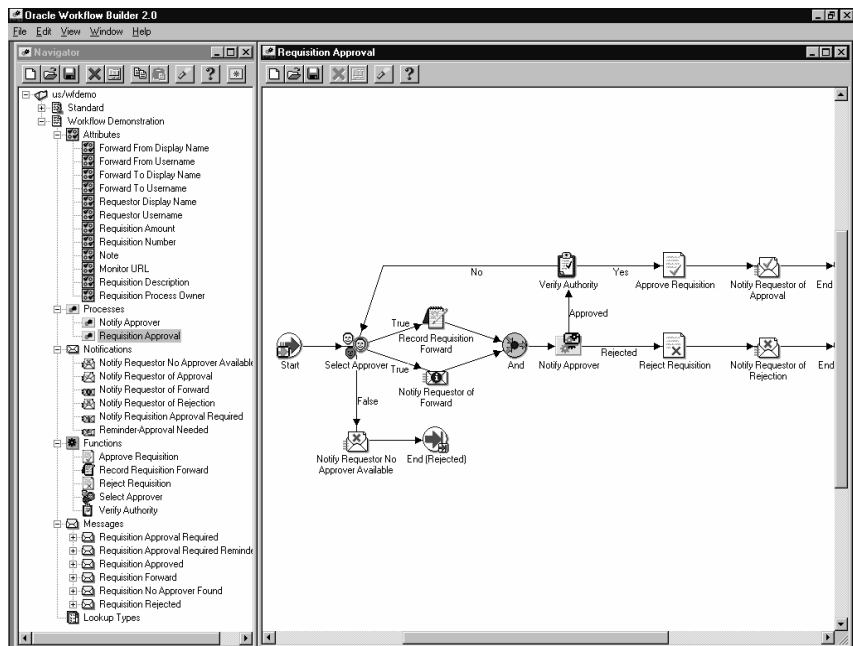 Oracle Workflow Builder 2.0
File Edit View Window Help
Navigator
us/wfdemo
Standard
Workflow Demonstration
Attributes
Forward From Display Name
Forward From Username
Forward To Display Name
Forward To Username
Requestor Display Name
Requestor Username
Requisition Amount
Requisition Number
Note
Monitor URL
Requisition Description
Requisition Process Owner
Processes
Notify Approver
Requisition Approval
Notifications
Notify Requestor No Approver Available
Notify Requestor of Approval
Notify Requestor of Forward
Notify Requestor of Rejection
Notify Requisition Approval Required
Reminder-Approval Needed
Functions
Approve Requisition
Record Requisition Forward
Reject Requisition
Select Approver
Verify Authority
Messages
Requisition Approval Required
Requisition Approval Required Reminde
Requisition Approved
Requisition Forward
Requisition No Approver Found
Requisition Rejected
Lookup Types
Requisition Approval
No
Verify Authority
Yes
Approve Requisition
Notify Requestor of
Approval
End
True
Record Requisition
Forward
Approved
Start
Select Approver
True
And
Notify Approver
Rejected
Reject Requisition
Notify Requestor of
Rejection
End
Notify Requestor of
Forward
False
Notify Requestor No
Approver Available
End (Rejected)